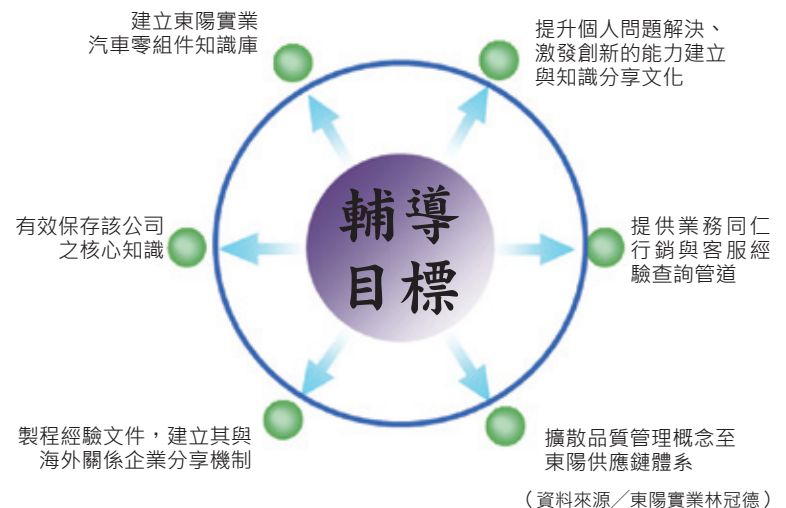 建立東陽實業
汽車零組件知識庫
提升個人問題解決、
激發創新的能力建立
與知識分享文化
有效保存該公司
之核心知識
輔導
目標
提供業務同仁
行銷與客服經
驗查詢管道
製程經驗文件，建立其與
海外關係企業分享機制
擴散品質管理概念至
東陽供應鏈體系
（資料來源／東陽實業林冠德）